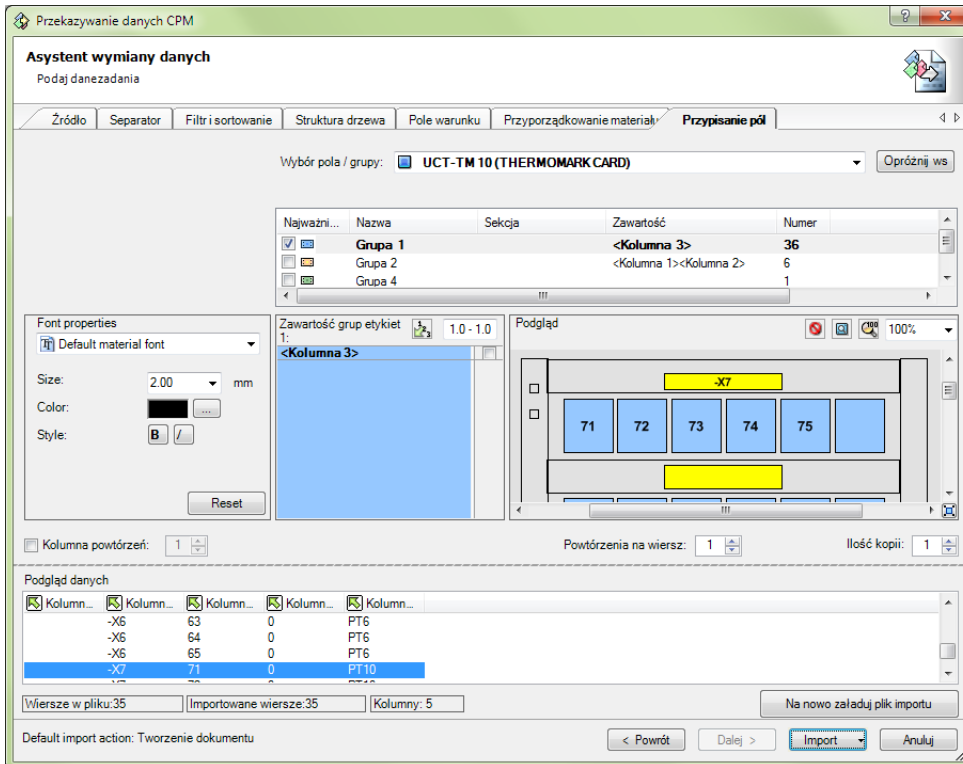 Przekazywanie danych CPM
Asystent wymiany danych
Podaj danezadania
Źródło Separator Filtr i sortowanie Struktura drzewa Pole warunku Przyporządkowanie materiału Przypisanie pól
Wybór pola / grupy: UCT-TM 10 (THERMOMARK CARD) Opróżnij ws
Najważni... Nazwa Sekcja Zawartość Numer
Grupa 1 <Kolumna 3> 36
Grupa 2 <Kolumna 1><Kolumna 2> 6
Grupa 4 1
Font properties
Default material font
Size: 2.00 mm
Color: ...
Style: B /
Reset
Zawartość grup etykiet 1: 1.0 - 1.0
<Kolumna 3>
Podgląd 100%
-X7
71 72 73 74 75
Kolumna powtórzeń: 1 Powtórzenia na wiersz: 1 Ilość kopii: 1
Podgląd danych
Kolumn... Kolumn... Kolumn... Kolumn... Kolumn...
-X6 63 0 PT6
-X6 64 0 PT6
-X6 65 0 PT6
-X7 71 0 PT10
Wiersze w pliku:35 Importowane wiersze:35 Kolumny: 5 Na nowo załaduj plik importu
Default import action: Tworzenie dokumentu < Powrót Dalej > Import Anuluj